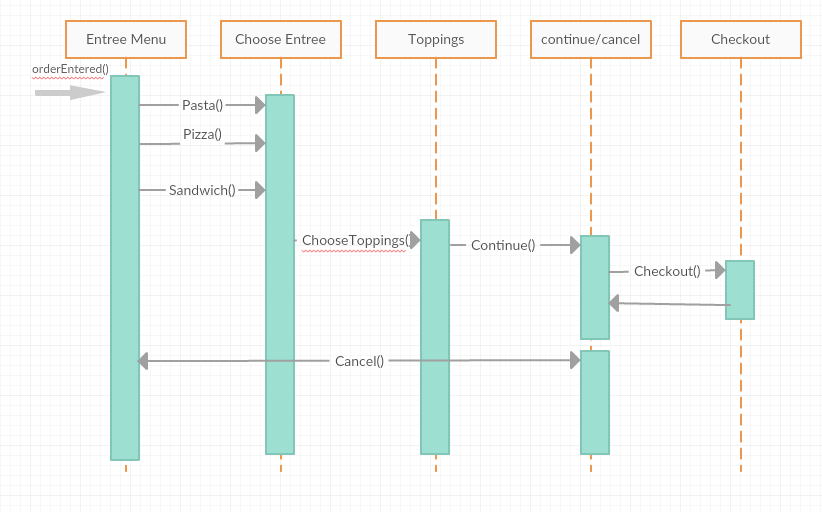 Entree Menu
Choose Entree
Toppings
continue/cancel
Checkout
orderEntered()
Pasta()
Pizza()
Sandwich()
ChooseToppings()
Continue()
Checkout()
Cancel()